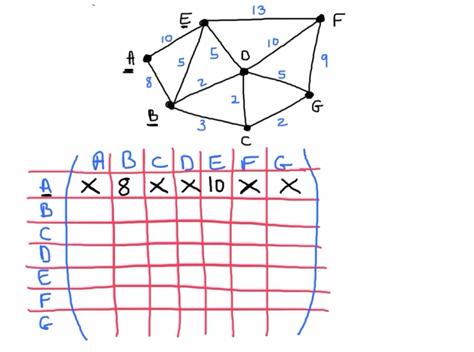 E 13 F
10
A 5 5 D 10
8 2 5 9
B 2 G
3 2
C
A B C D E F G
A X 8 X X 10 X X
B
C
D
E
F
G